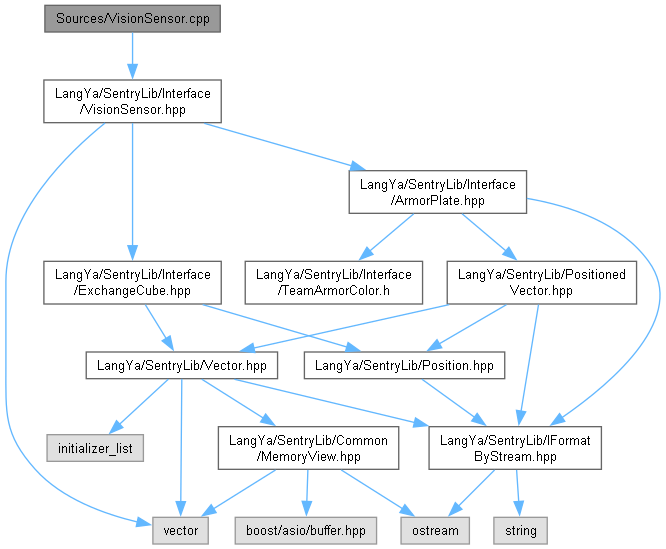 Sources/VisionSensor.cpp
LangYa/SentryLib/Interface
/VisionSensor.hpp
LangYa/SentryLib/Interface
/ArmorPlate.hpp
LangYa/SentryLib/Interface
/ExchangeCube.hpp
LangYa/SentryLib/Interface
/TeamArmorColor.h
LangYa/SentryLib/Positioned
Vector.hpp
LangYa/SentryLib/Vector.hpp
LangYa/SentryLib/Position.hpp
initializer_list
LangYa/SentryLib/Common
/MemoryView.hpp
LangYa/SentryLib/IFormat
ByStream.hpp
vector
boost/asio/buffer.hpp
ostream
string